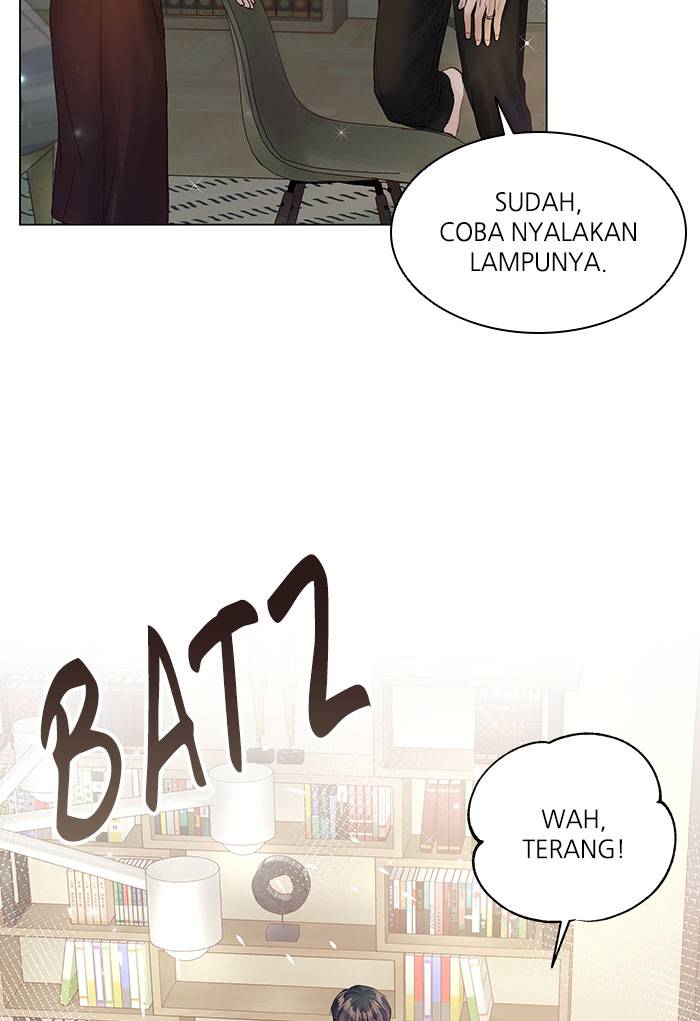 SUDAH,
COBA NYALAKAN
LAMPUNYA.
BATZ
WAH,
TERANG!